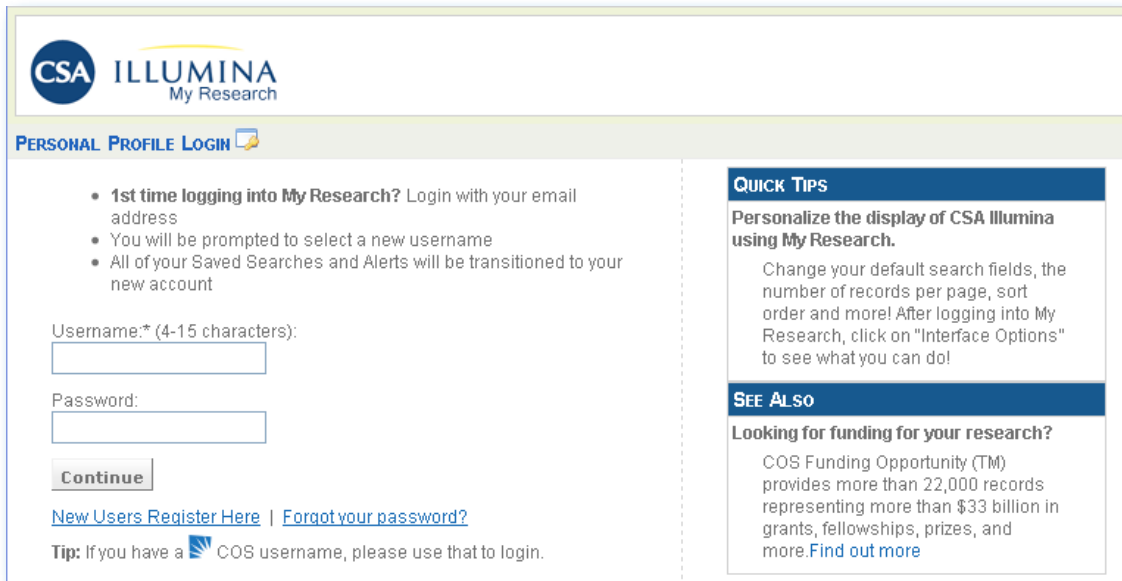 CSA ILLUMINA
My Research
PERSONAL PROFILE LOGIN
• 1st time logging into My Research? Login with your email
address
• You will be prompted to select a new username
• All of your Saved Searches and Alerts will be transitioned to your
new account
Username:* (4-15 characters):
Password:
Continue
New Users Register Here | Forgot your password?
Tip: If you have a COS username, please use that to login.
QUICK TIPS
Personalize the display of CSA Illumina
using My Research.
Change your default search fields, the
number of records per page, sort
order and more! After logging into My
Research, click on "Interface Options"
to see what you can do!
SEE ALSO
Looking for funding for your research?
COS Funding Opportunity (TM)
provides more than 22,000 records
representing more than $33 billion in
grants, fellowships, prizes, and
more.Find out more